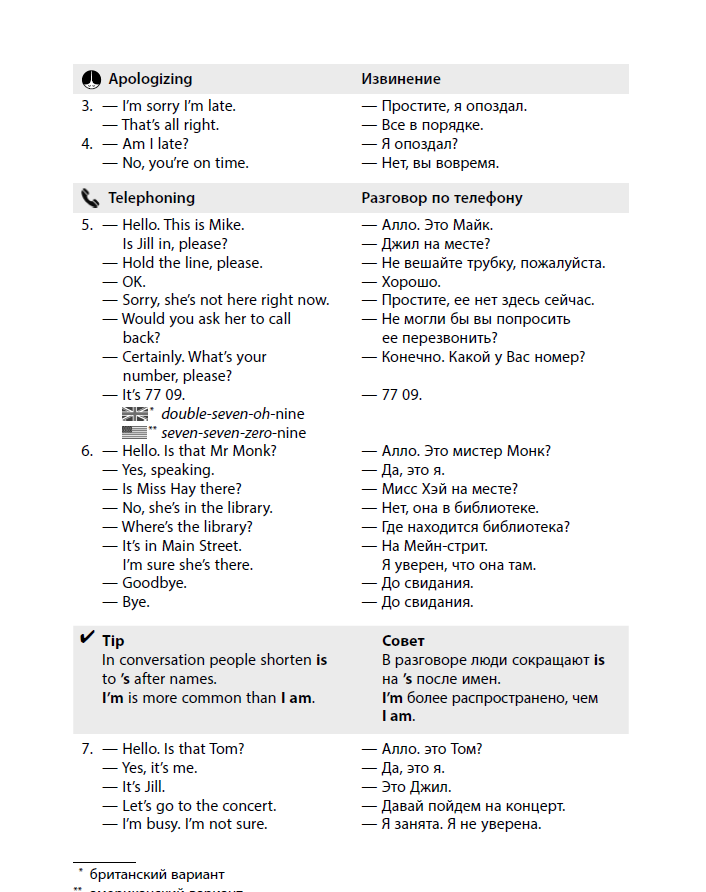 Apologizing Извинение
3. — I’m sorry I’m late. — Простите, я опоздал.
— That’s all right. — Все в порядке.
4. — Am I late? — Я опоздал?
— No, you’re on time. — Нет, вы вовремя.
Telephoning Разговор по телефону
5. — Hello. This is Mike. — Алло. Это Майк.
Is Jill in, please? — Джил на месте?
— Hold the line, please. — Не вешайте трубку, пожалуйста.
— OK. — Хорошо.
— Sorry, she’s not here right now. — Простите, ее нет здесь сейчас.
— Would you ask her to call — Не могли бы вы попросить
back? ее перезвонить?
— Certainly. What’s your — Конечно. Какой у Вас номер?
number, please?
— It’s 77 09. — 77 09.
* double-seven-oh-nine
** seven-seven-zero-nine
6. — Hello. Is that Mr Monk? — Алло. Это мистер Монк?
— Yes, speaking. — Да, это я.
— Is Miss Hay there? — Мисс Хэй на месте?
— No, she’s in the library. — Нет, она в библиотеке.
— Where’s the library? — Где находится библиотека?
— It’s in Main Street. — На Мейн-стрит.
I’m sure she’s there. Я уверен, что она там.
— Goodbye. — До свидания.
— Bye. — До свидания.
Tip Совет
In conversation people shorten is В разговоре люди сокращают is
to ’s after names. на ’s после имен.
I’m is more common than I am. I’m более распространено, чем
I am.
7. — Hello. Is that Tom? — Алло. это Том?
— Yes, it’s me. — Да, это я.
— It’s Jill. — Это Джил.
— Let’s go to the concert. — Давай пойдем на концерт.
— I’m busy. I’m not sure. — Я занята. Я не уверена.
* британский вариант
** американский вариант